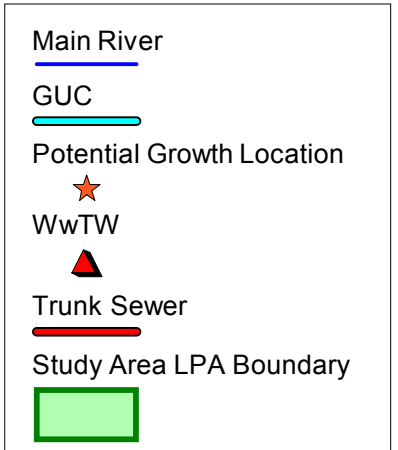 Main River
GUC
Potential Growth Location
WwTW
Trunk Sewer
Study Area LPA Boundary